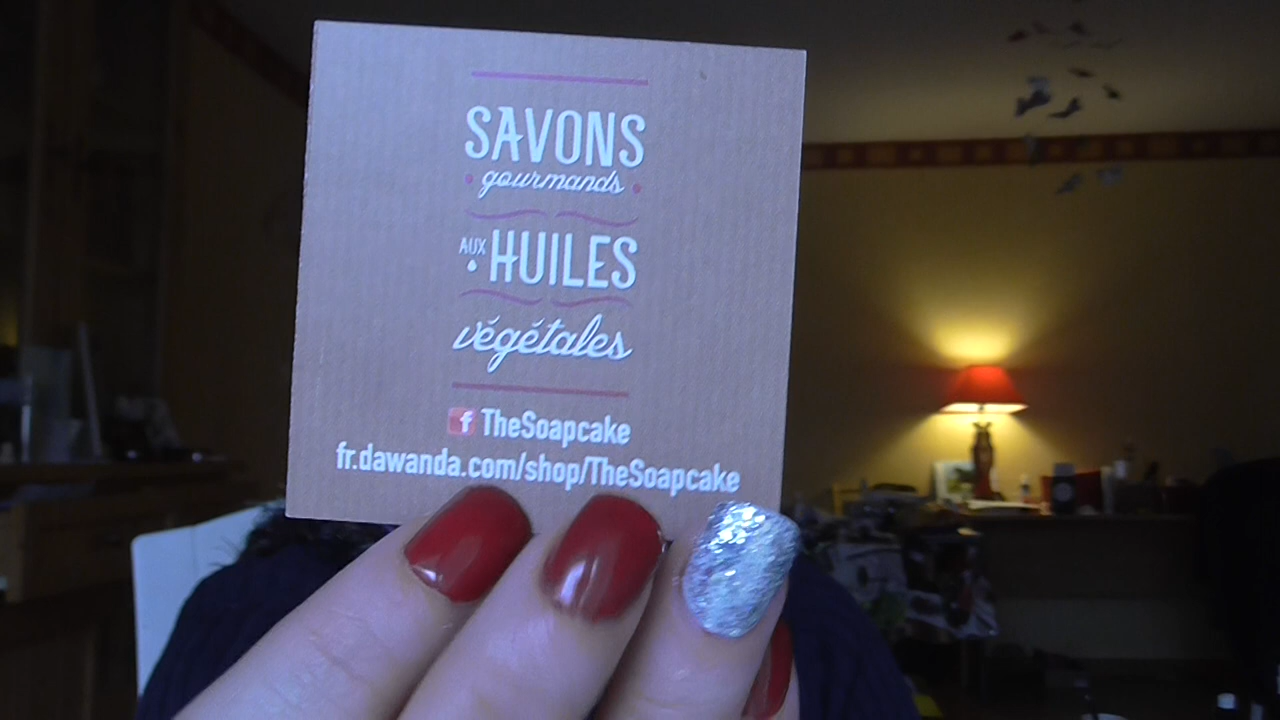 SAVONS
gourmands
AUX HUILES
végétales
f TheSoapcake
fr.dawanda.com/shop/TheSoapcake